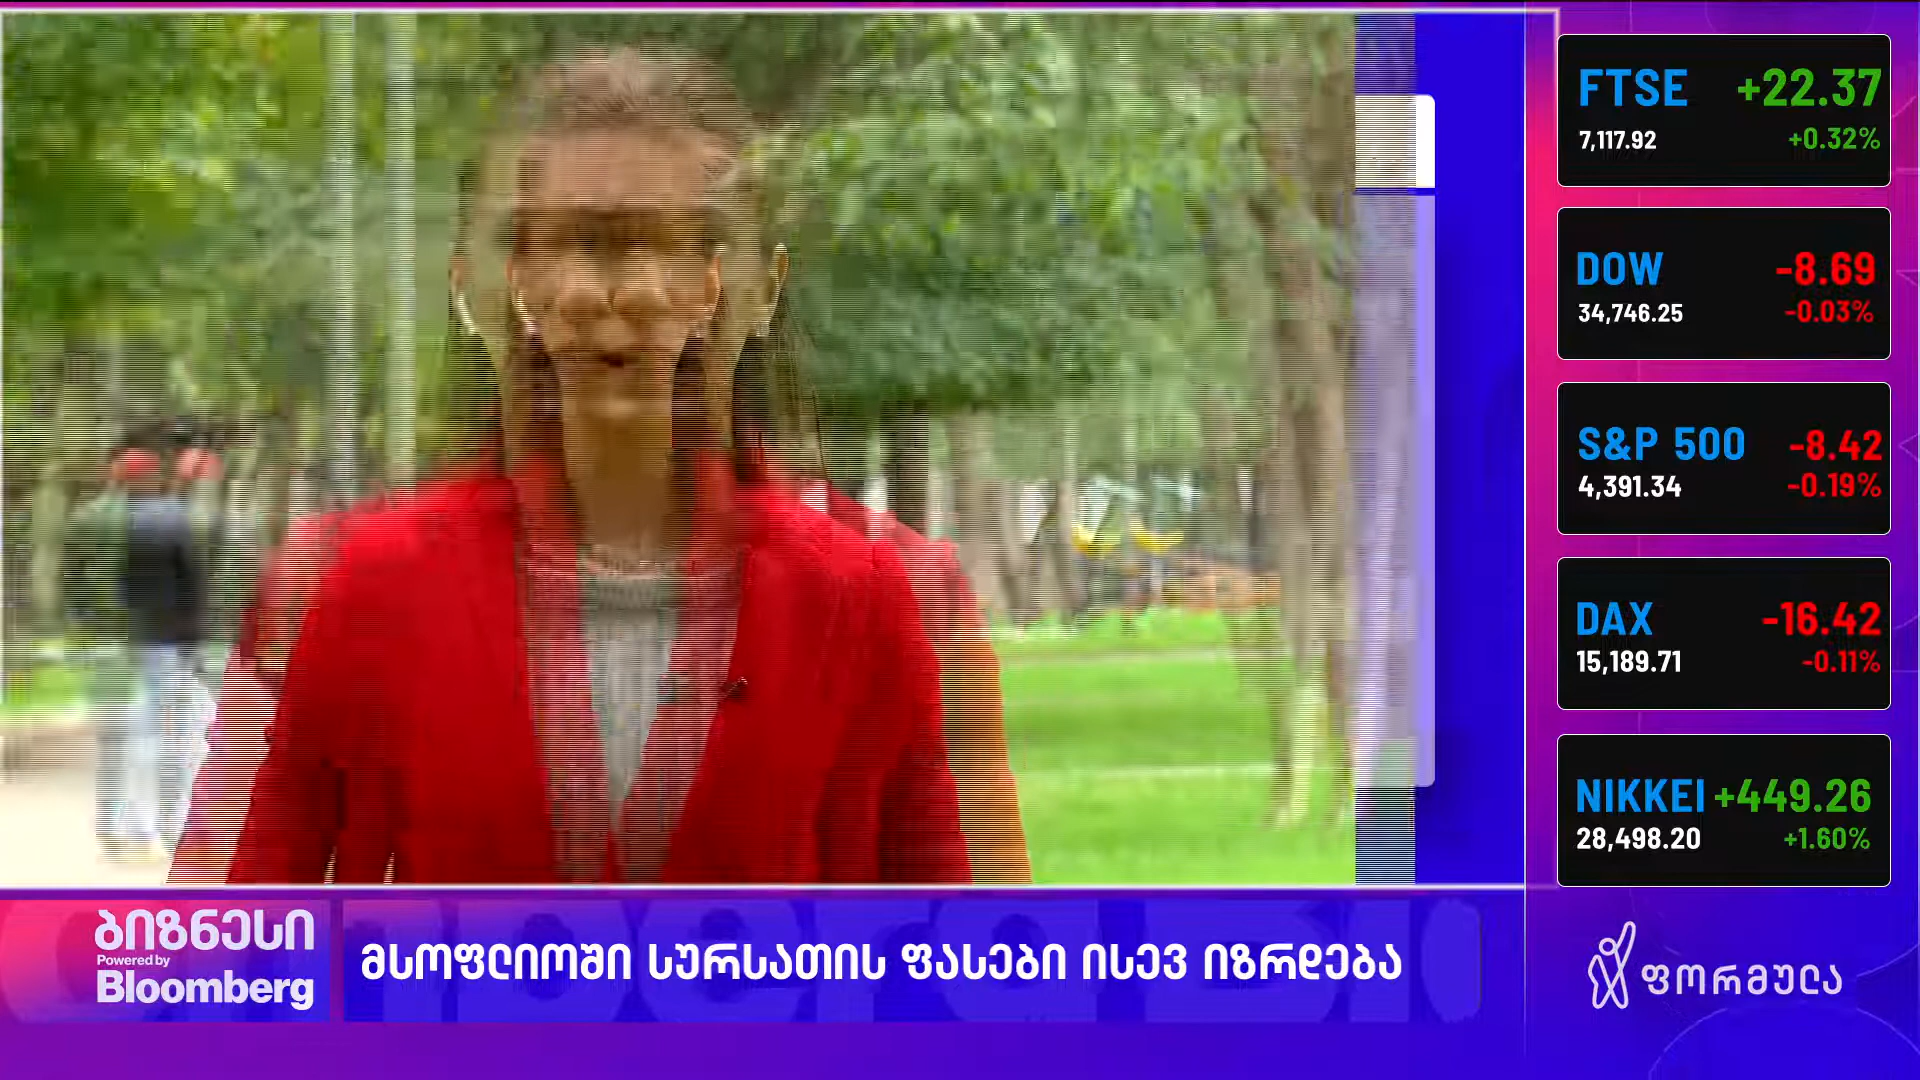 FTSE +22.37
7,117.92 +0.32%
DOW -8.69
34,746.25 -0.03%
S&P 500 -8.42
4,391.34 -0.19%
DAX -16.42
15,189.71 -0.11%
NIKKEI +449.26
28,498.20 +1.60%
ბიზნესი
Powered by
Bloomberg
მსოფლიოში სურსათის ფასები ისევ იზრდება
ფორმულა